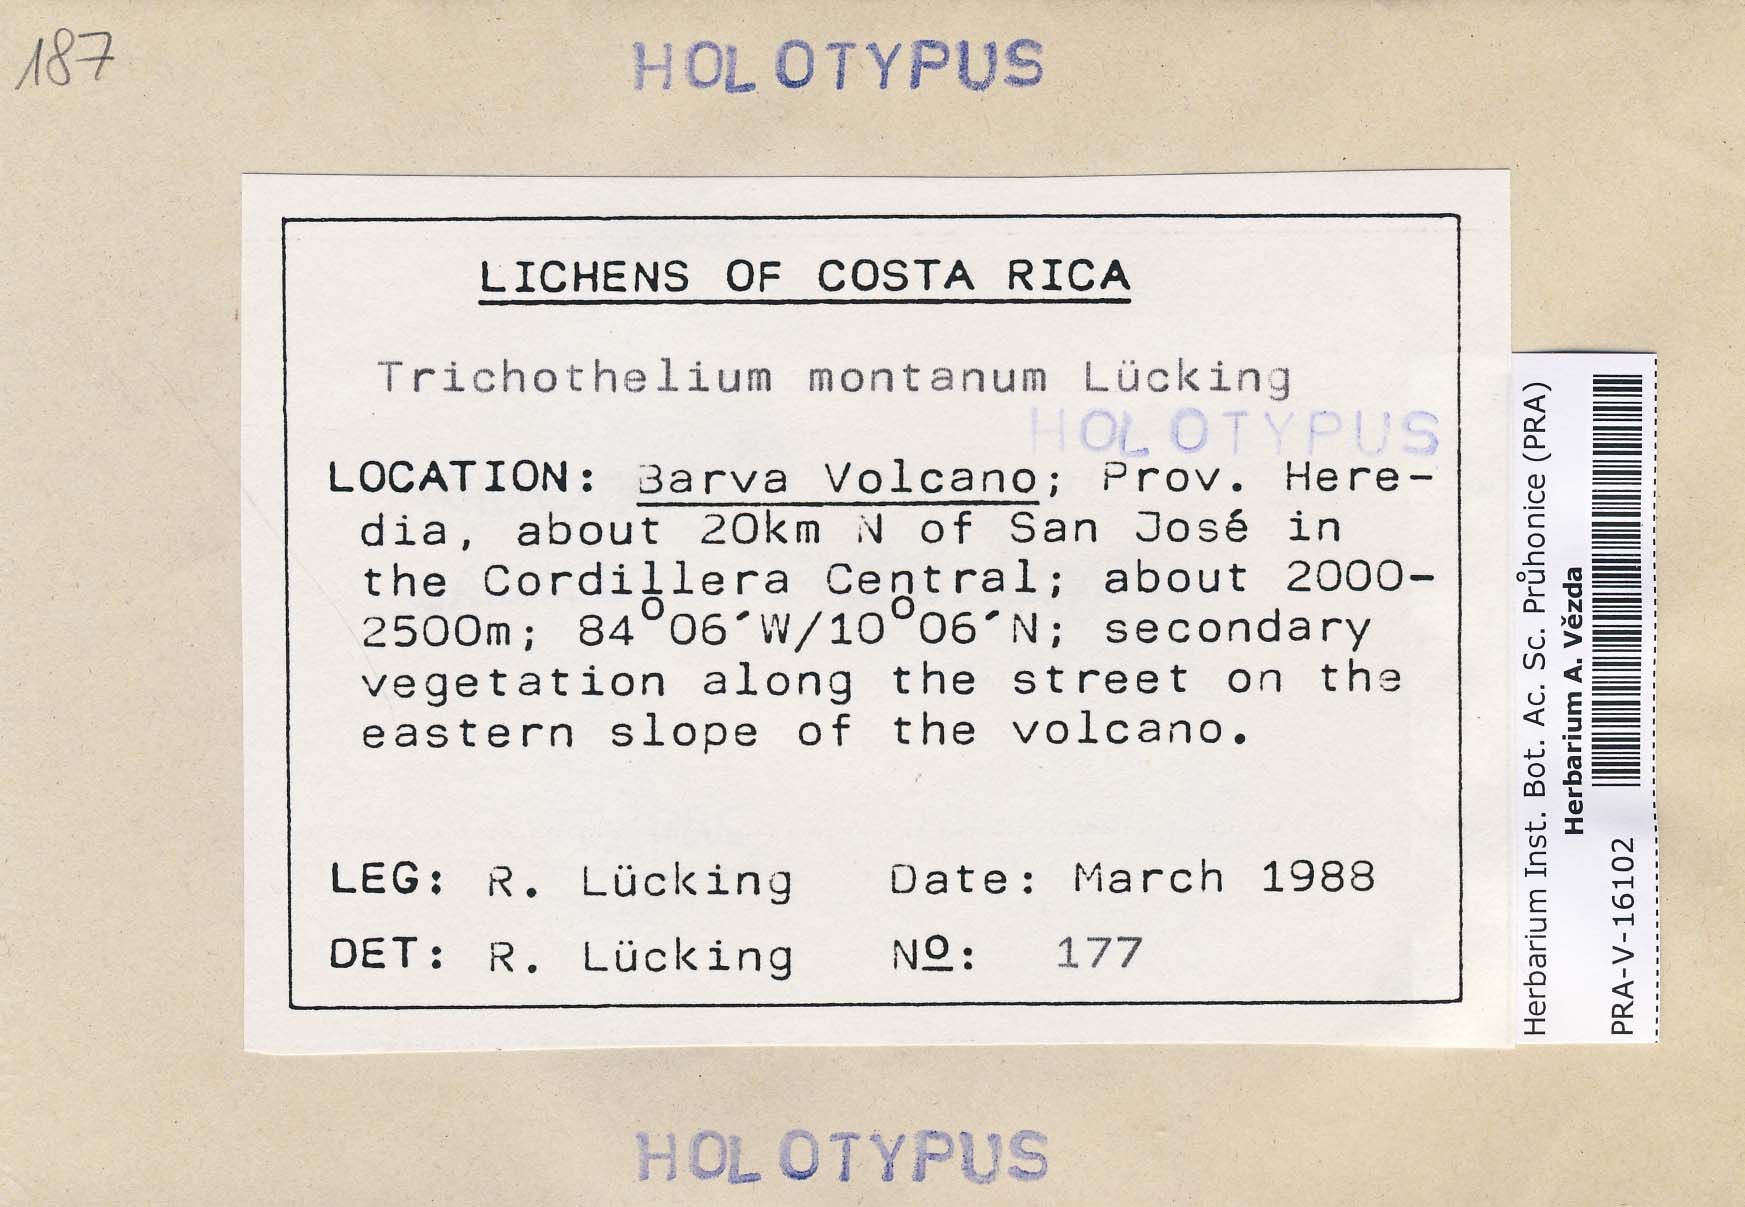 187
HOLOTYPUS
LICHENS OF COSTA RICA
Trichothelium montanum Lücking
HOLOTYPUS
LOCATION: Barva Volcano; Prov. Here-
dia, about 20km N of San José in
the Cordillera Central; about 2000-
2500m; 84°06´W/10°06´N; secondary
vegetation along the street on the
eastern slope of the volcano.
LEG: R. Lücking Date: March 1988
DET: R. Lücking Nº: 177
HOLOTYPUS
Herbarium Inst. Bot. Ac. Sc. Průhonice (PRA)
Herbarium A. Vězda
PRA-V-16102